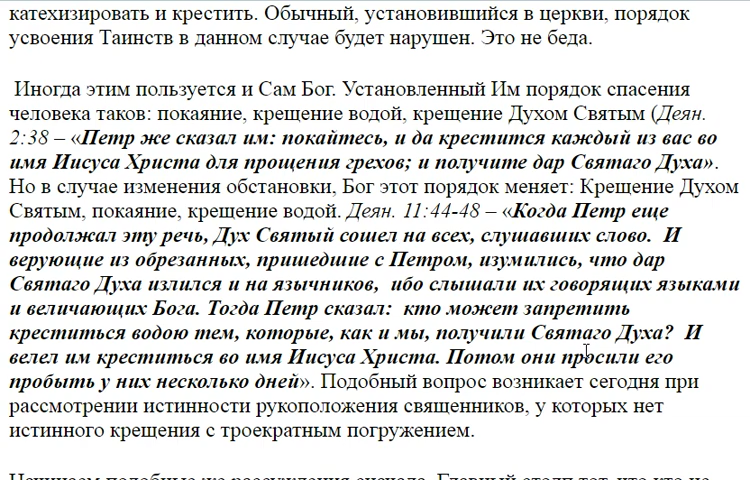 катехизировать и крестить. Обычный, установившийся в церкви, порядок
усвоения Таинств в данном случае будет нарушен. Это не беда.
Иногда этим пользуется и Сам Бог. Установленный Им порядок спасения
человека таков: покаяние, крещение водой, крещение Духом Святым (Деян.
2:38 – «Петр же сказал им: покайтесь, и да крестится каждый из вас во
имя Иисуса Христа для прощения грехов; и получите дар Святаго Духа».
Но в случае изменения обстановки, Бог этот порядок меняет: Крещение Духом
Святым, покаяние, крещение водой. Деян. 11:44-48 – «Когда Петр еще
продолжал эту речь, Дух Святый сошел на всех, слушавших слово. И
верующие из обрезанных, пришедшие с Петром, изумились, что дар
Святаго Духа излился и на язычников, ибо слышали их говорящих языками
и величающих Бога. Тогда Петр сказал: кто может запретить
креститься водою тем, которые, как и мы, получили Святаго Духа? И
велел им креститься во имя Иисуса Христа. Потом они просили его
пробыть у них несколько дней». Подобный вопрос возникает сегодня при
рассмотрении истинности рукоположения священников, у которых нет
истинного крещения с троекратным погружением.